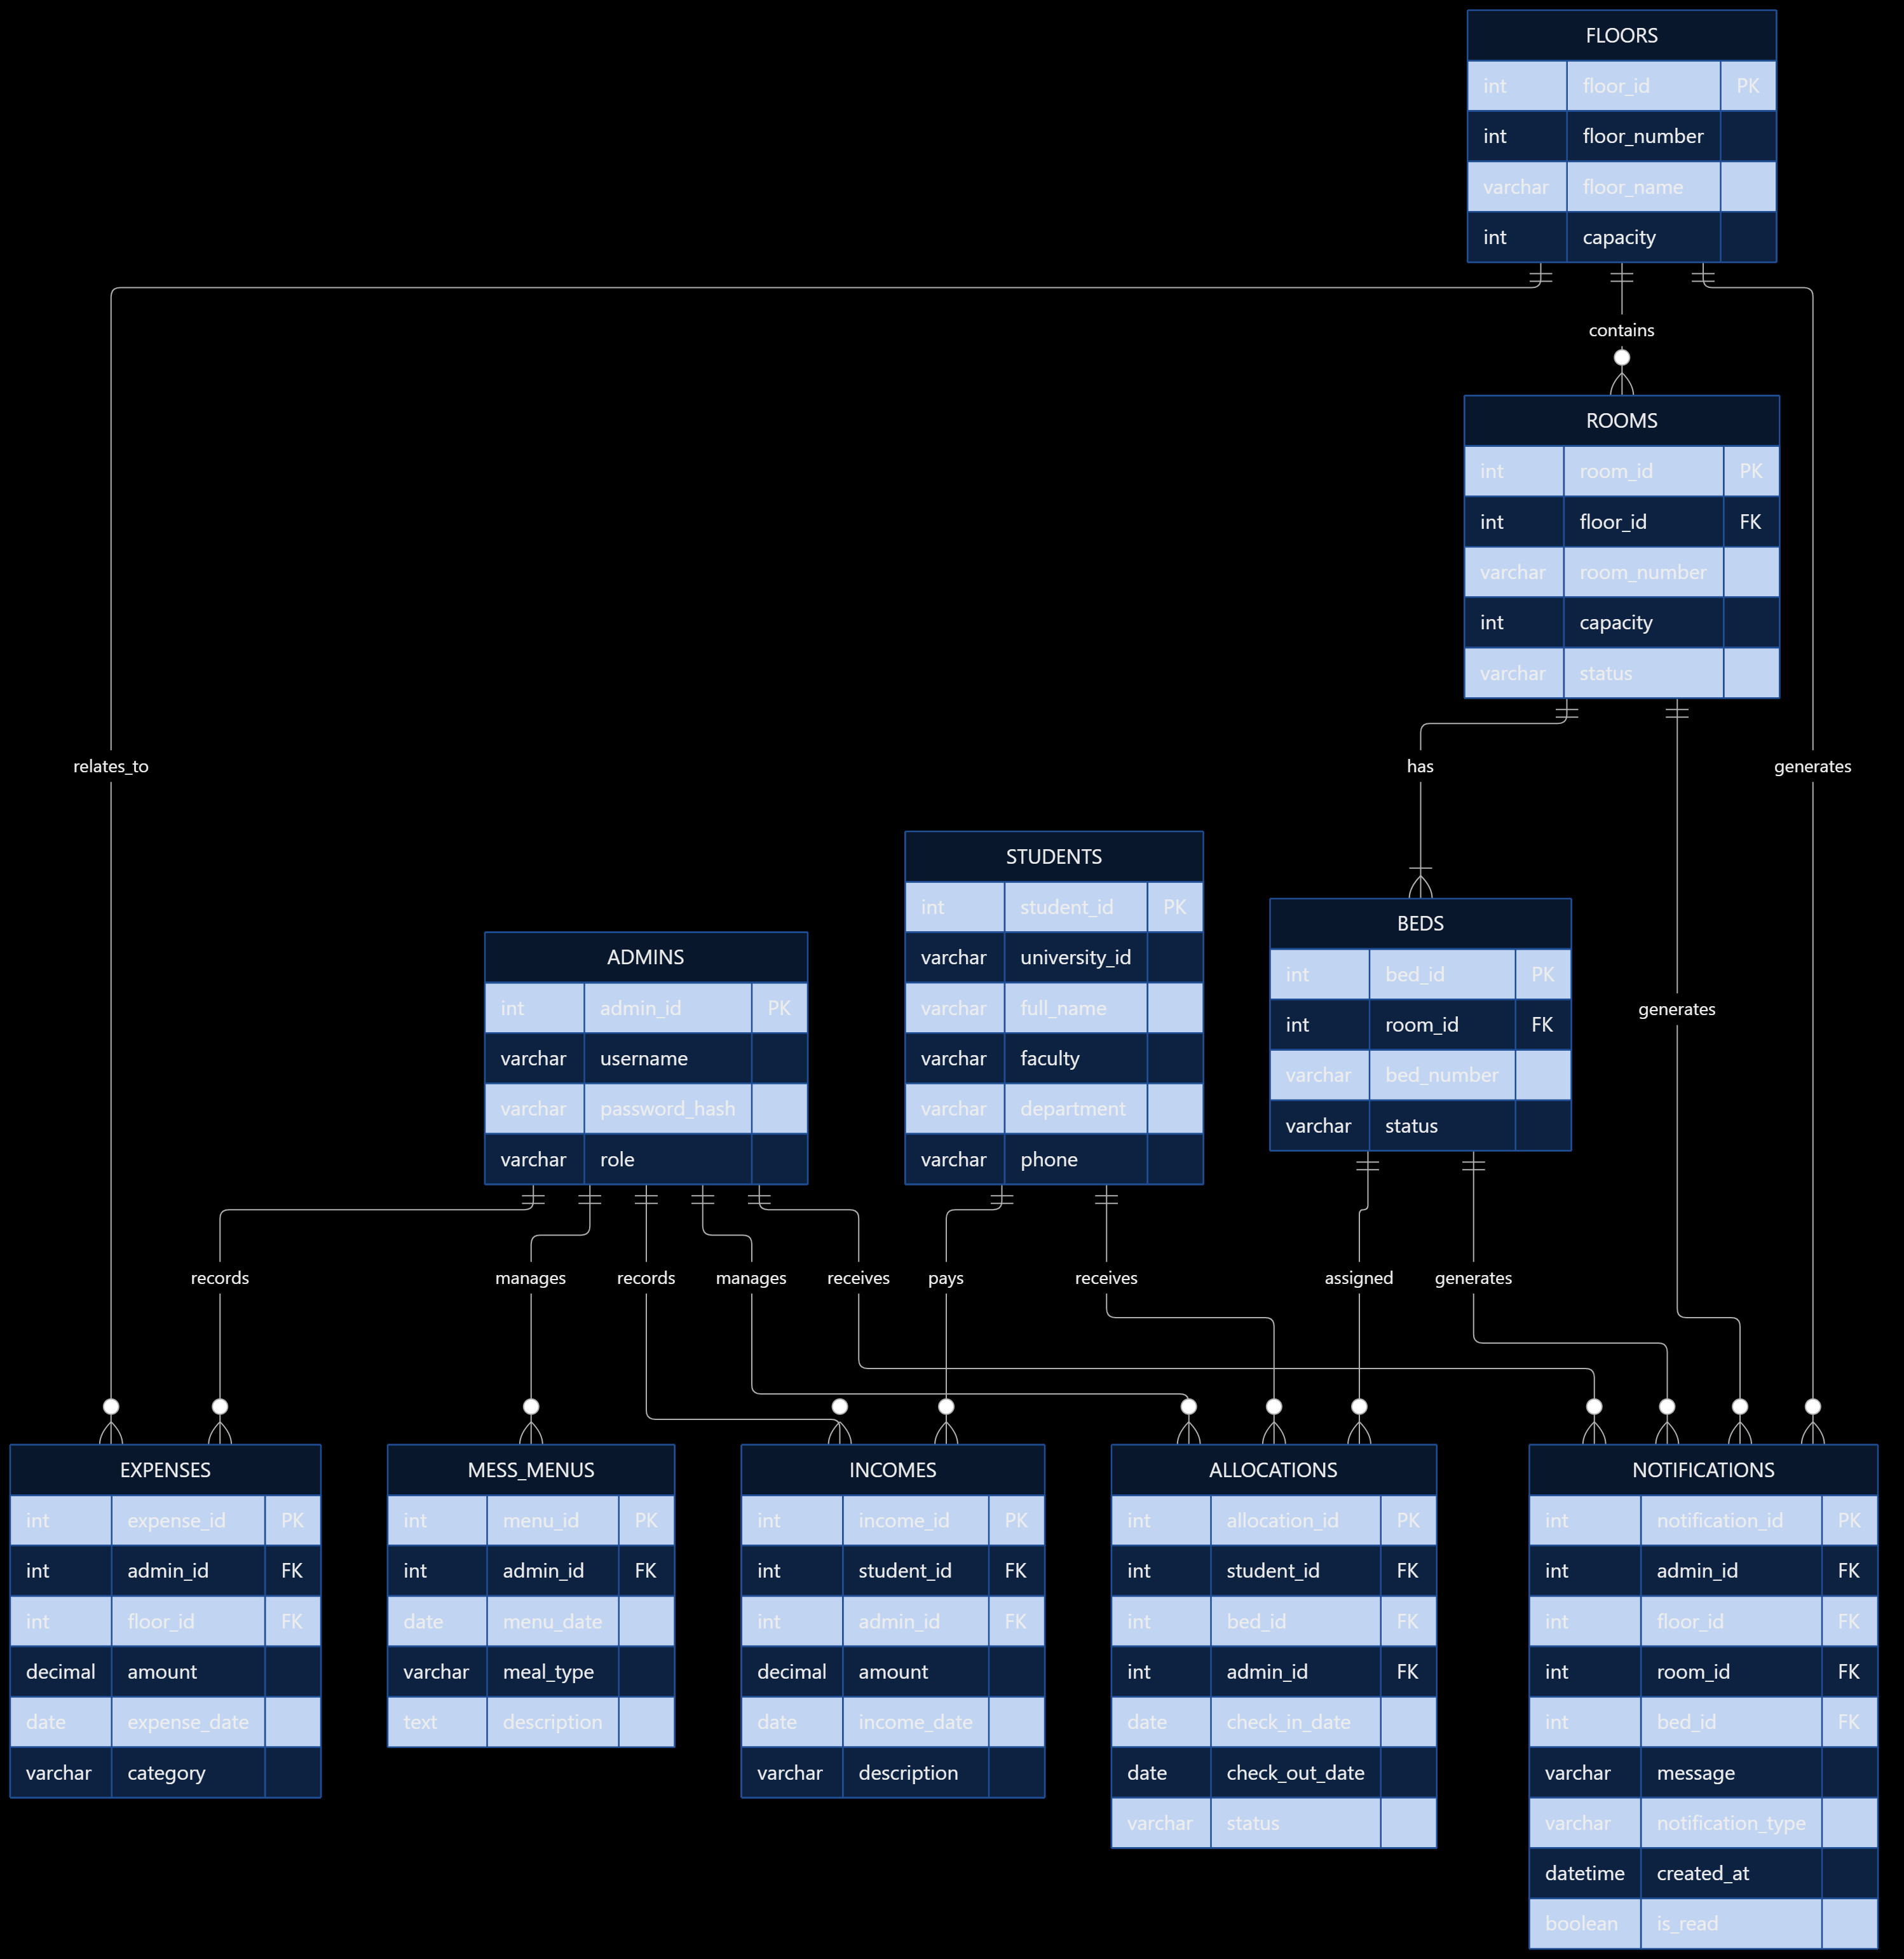 FLOORS
int floor_id PK
int floor_number
varchar floor_name
int capacity
contains
ROOMS
int room_id PK
int floor_id FK
varchar room_number
int capacity
varchar status
relates_to
has
generates
STUDENTS
int student_id PK
varchar university_id
varchar full_name
varchar faculty
varchar department
varchar phone
BEDS
int bed_id PK
int room_id FK
varchar bed_number
varchar status
ADMINS
int admin_id PK
varchar username
varchar password_hash
varchar role
generates
records
manages
records
manages
receives
pays
receives
assigned
generates
EXPENSES
int expense_id PK
int admin_id FK
int floor_id FK
decimal amount
date expense_date
varchar category
MESS_MENUS
int menu_id PK
int admin_id FK
date menu_date
varchar meal_type
text description
INCOMES
int income_id PK
int student_id FK
int admin_id FK
decimal amount
date income_date
varchar description
ALLOCATIONS
int allocation_id PK
int student_id FK
int bed_id FK
int admin_id FK
date check_in_date
date check_out_date
varchar status
NOTIFICATIONS
int notification_id PK
int admin_id FK
int floor_id FK
int room_id FK
int bed_id FK
varchar message
varchar notification_type
datetime created_at
boolean is_read